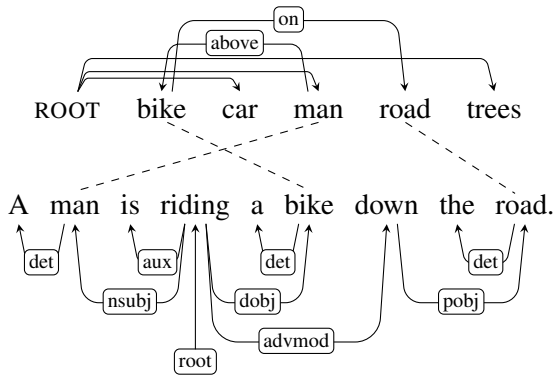 on
above
ROOT bike car man road trees
A man is riding a bike down the road.
det aux det det
nsubj dobj pobj
advmod
root